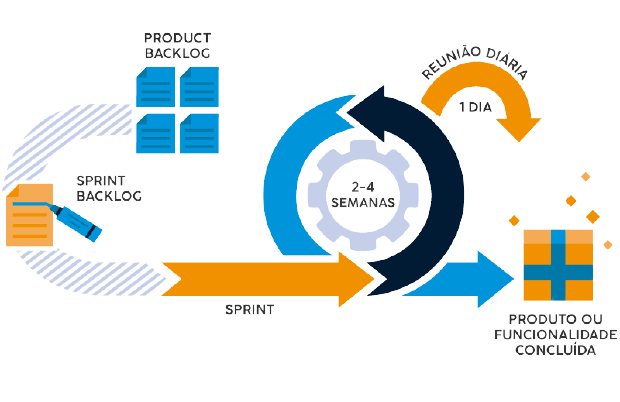 PRODUCT
BACKLOG
REUNIÃO DIÁRIA
1 DIA
SPRINT
BACKLOG
2-4
SEMANAS
SPRINT
PRODUTO OU
FUNCIONALIDADE
CONCLUÍDA